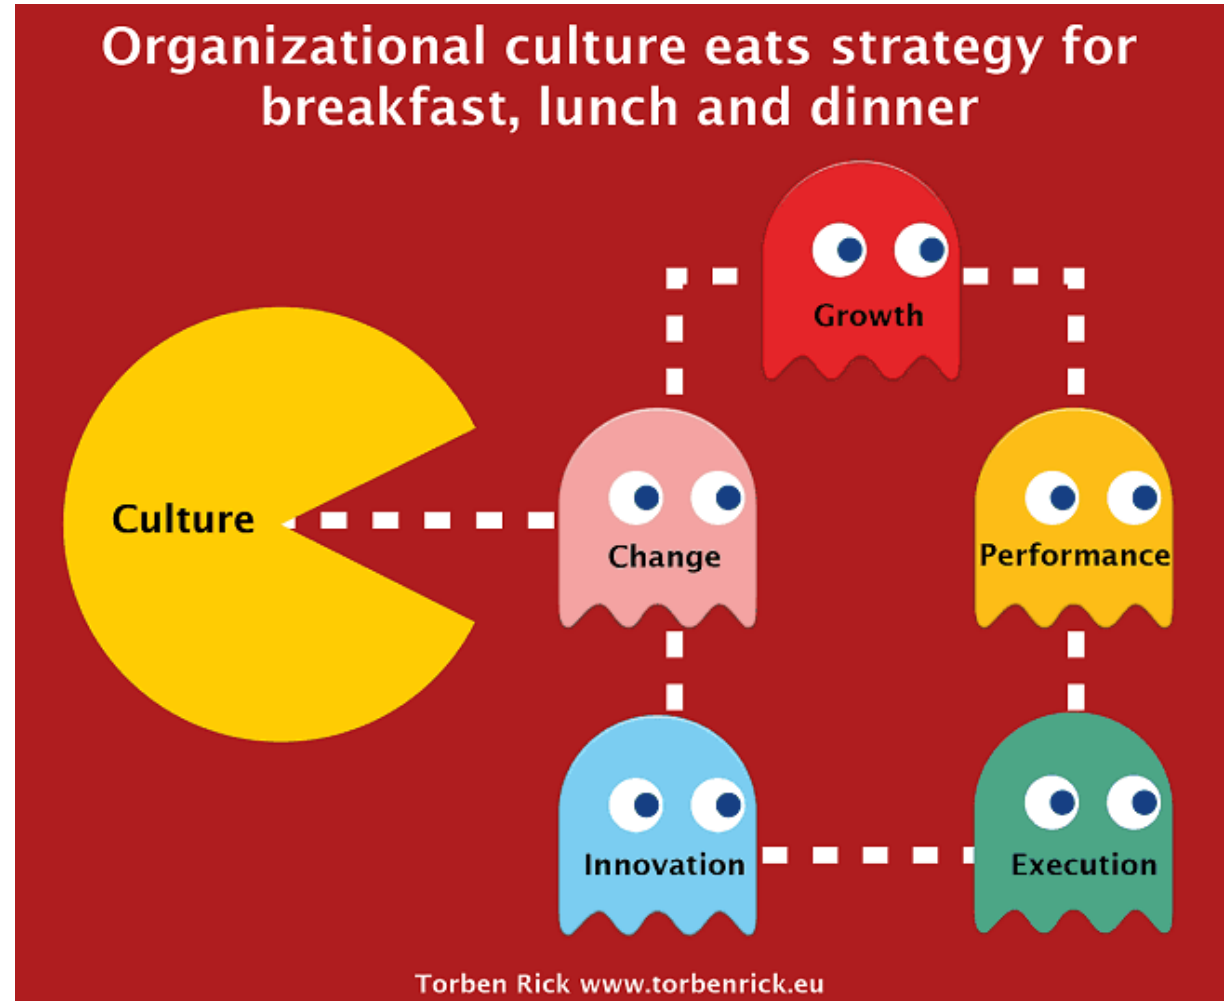 Organizational culture eats strategy for
breakfast, lunch and dinner
Growth
Culture
Change
Performance
Innovation
Execution
Torben Rick www.torbenrick.eu